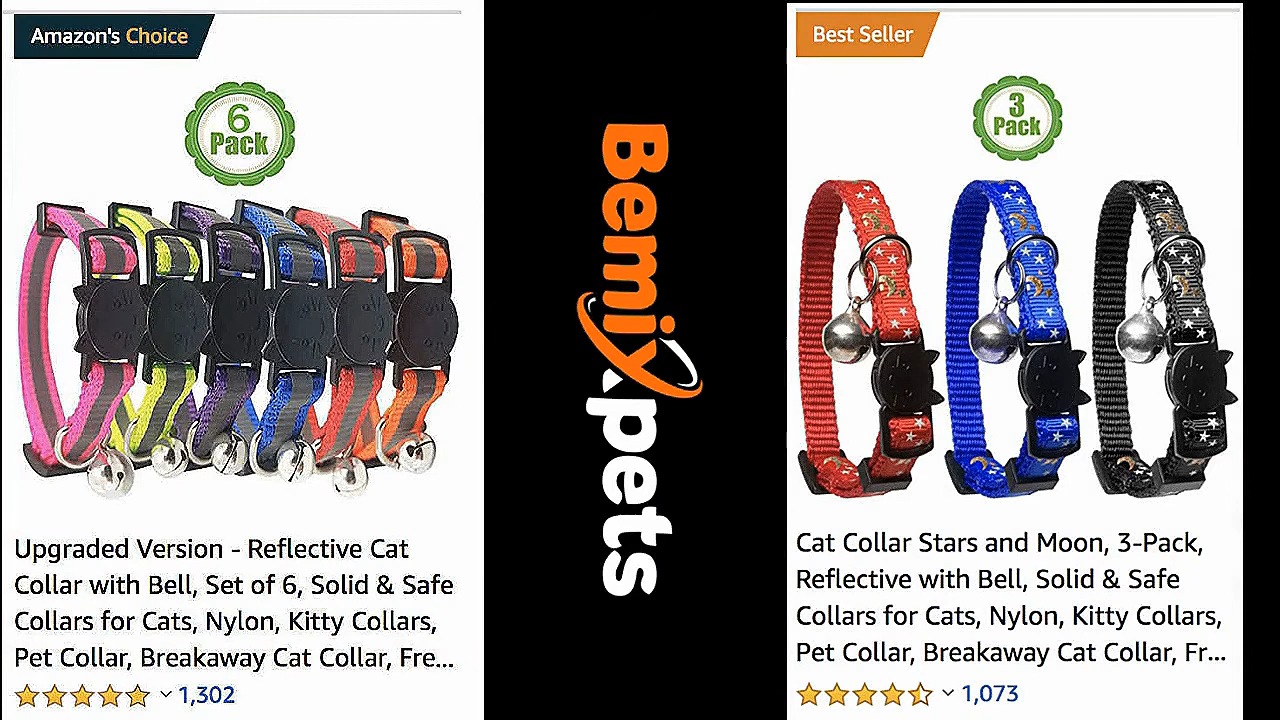 Amazon's Choice
6
Pack
Upgraded Version - Reflective Cat
Collar with Bell, Set of 6, Solid & Safe
Collars for Cats, Nylon, Kitty Collars,
Pet Collar, Breakaway Cat Collar, Fre...
1,302
Bemixpets
Best Seller
3
Pack
Cat Collar Stars and Moon, 3-Pack,
Reflective with Bell, Solid & Safe
Collars for Cats, Nylon, Kitty Collars,
Pet Collar, Breakaway Cat Collar, Fr...
1,073